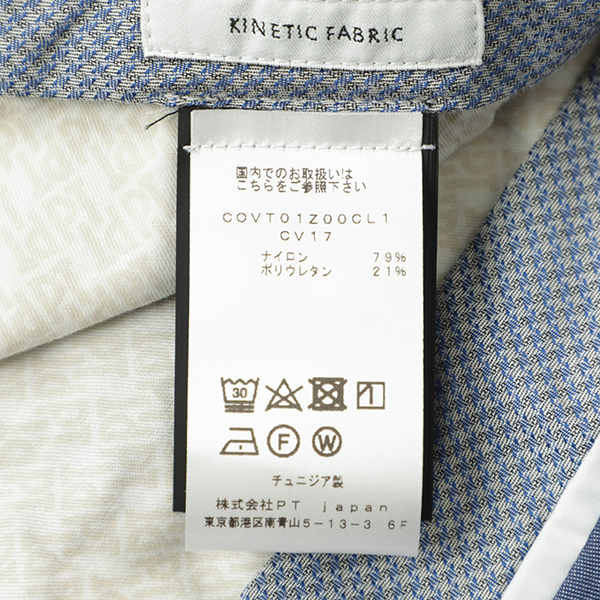 KINETIC FABRIC
国内でのお取扱いは
こちらをご参照下さい
COVT01Z00CL1
CV17
ナイロン 79%
ポリウレタン 21%
30
F W
チュニジア製
株式会社PT japan
東京都港区南青山5-13-3 6F